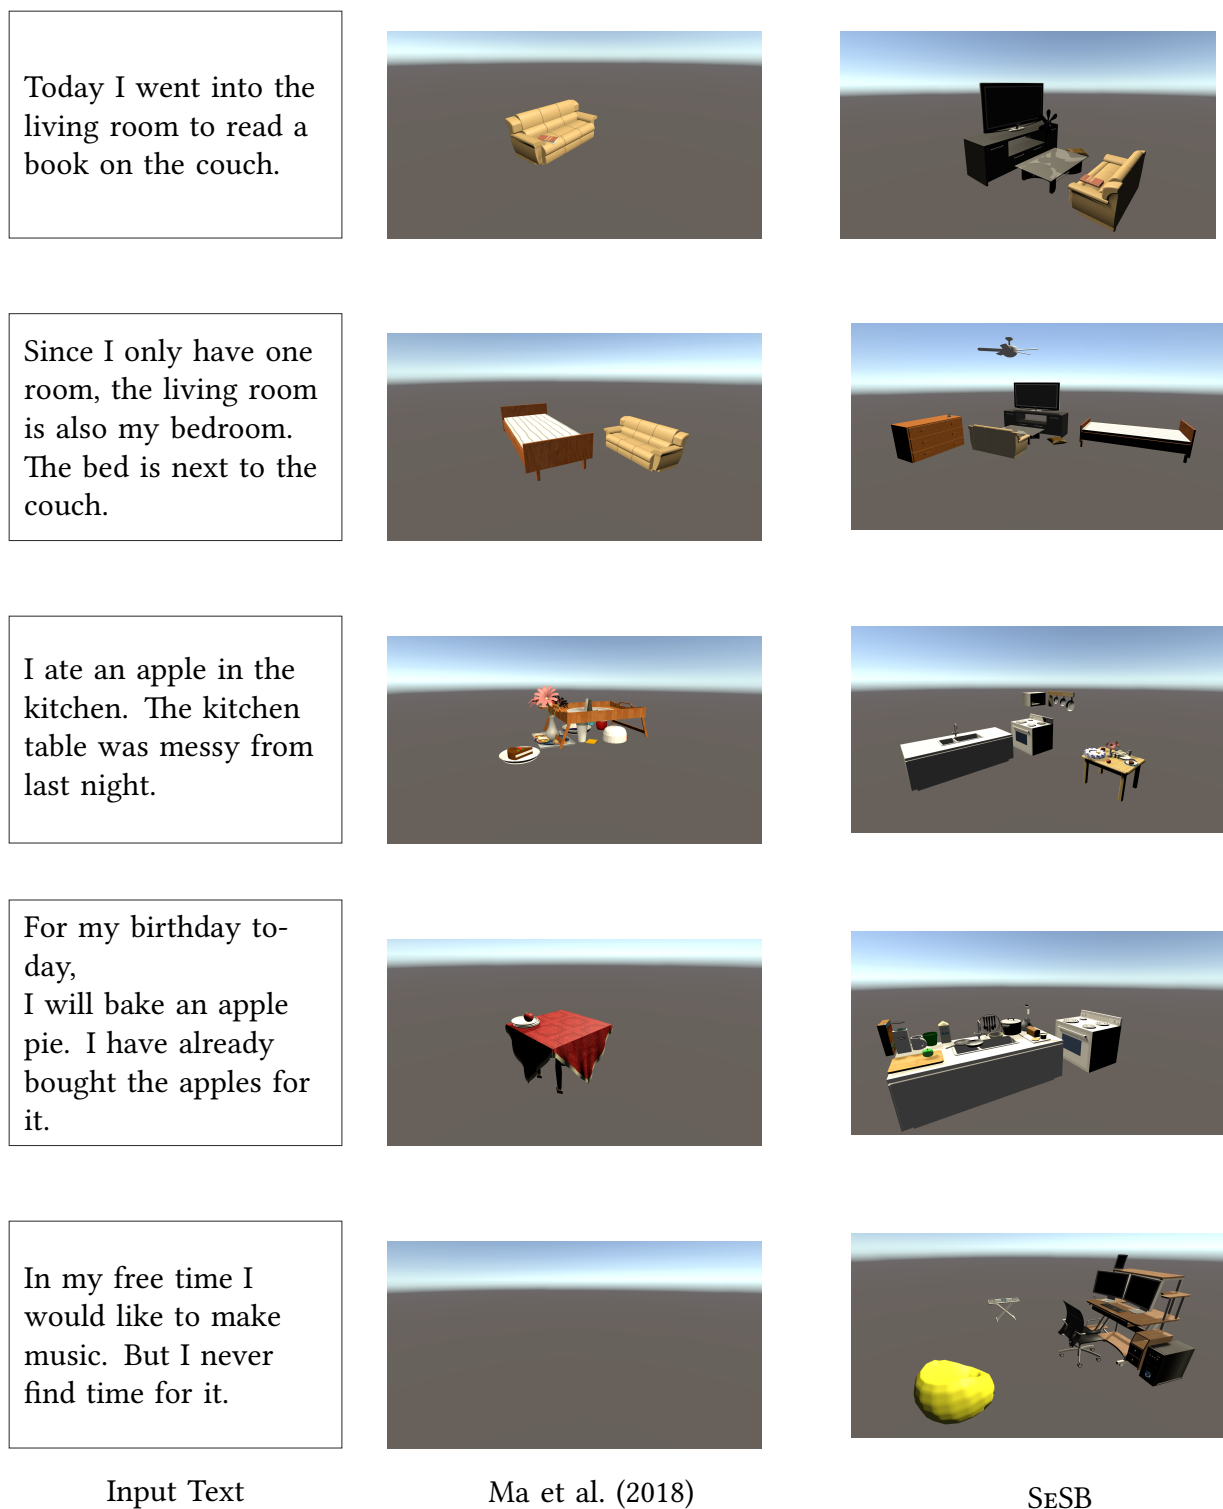 Today I went into the
living room to read a
book on the couch.
Since I only have one
room, the living room
is also my bedroom.
The bed is next to the
couch.
I ate an apple in the
kitchen. The kitchen
table was messy from
last night.
For my birthday to-
day,
I will bake an apple
pie. I have already
bought the apples for
it.
In my free time I
would like to make
music. But I never
find time for it.
Input Text
Ma et al. (2018)
SeSB